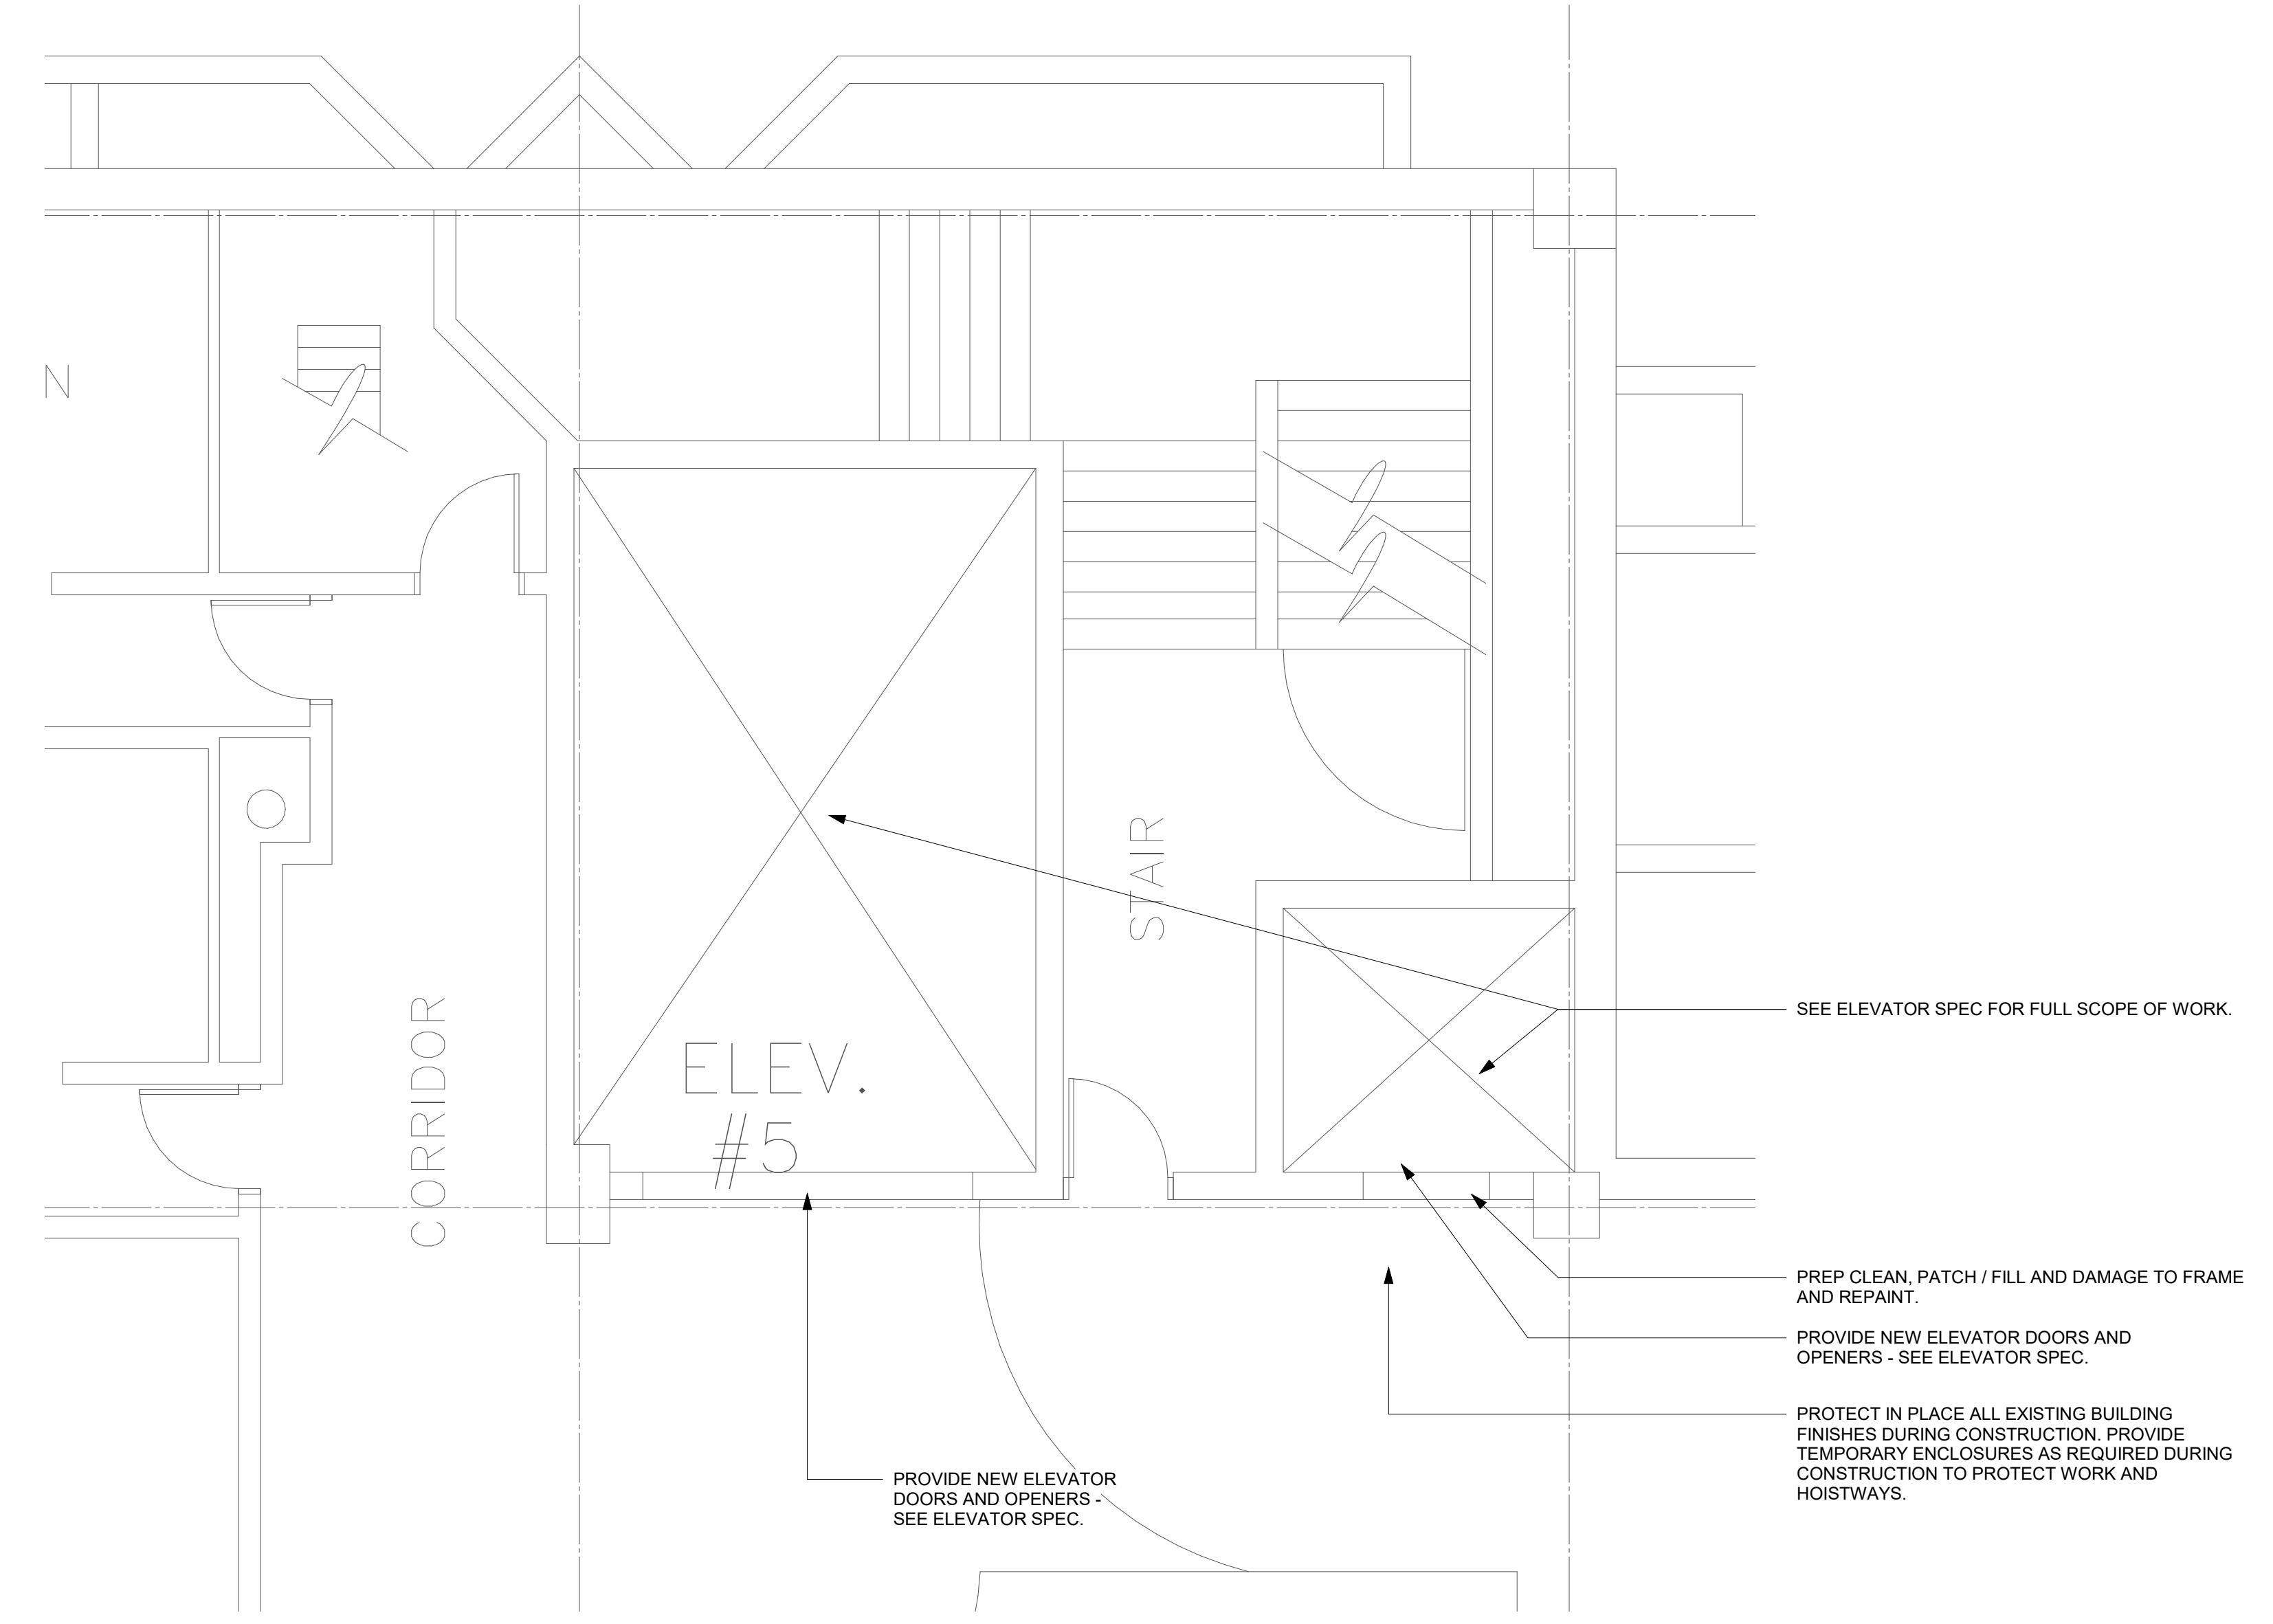 N
STAIR
CORRIDOR
ELEV.
#5
SEE ELEVATOR SPEC FOR FULL SCOPE OF WORK.
PREP CLEAN, PATCH / FILL AND DAMAGE TO FRAME
AND REPAINT.
PROVIDE NEW ELEVATOR DOORS AND
OPENERS - SEE ELEVATOR SPEC.
PROTECT IN PLACE ALL EXISTING BUILDING
FINISHES DURING CONSTRUCTION. PROVIDE
TEMPORARY ENCLOSURES AS REQUIRED DURING
CONSTRUCTION TO PROTECT WORK AND
HOISTWAYS.
PROVIDE NEW ELEVATOR
DOORS AND OPENERS -
SEE ELEVATOR SPEC.